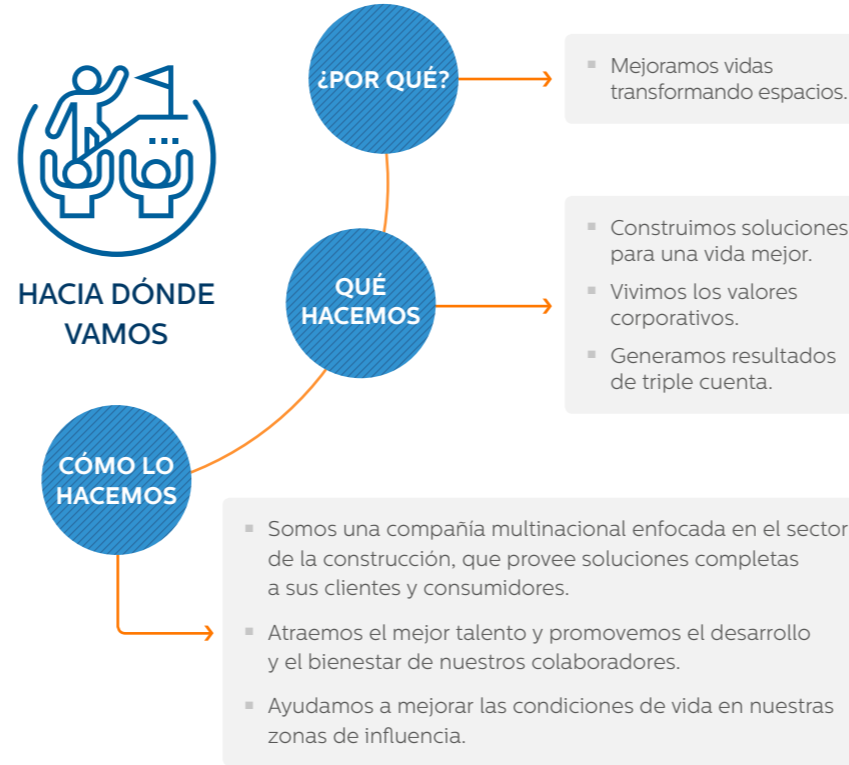 HACIA DÓNDE
VAMOS
¿POR QUÉ?
Mejoramos vidas
transformando espacios.
QUÉ
HACEMOS
Construimos soluciones
para una vida mejor.
Vivimos los valores
corporativos.
Generamos resultados
de triple cuenta.
CÓMO LO
HACEMOS
Somos una compañía multinacional enfocada en el sector
de la construcción, que provee soluciones completas
a sus clientes y consumidores.
Atraemos el mejor talento y promovemos el desarrollo
y el bienestar de nuestros colaboradores.
Ayudamos a mejorar las condiciones de vida en nuestras
zonas de influencia.